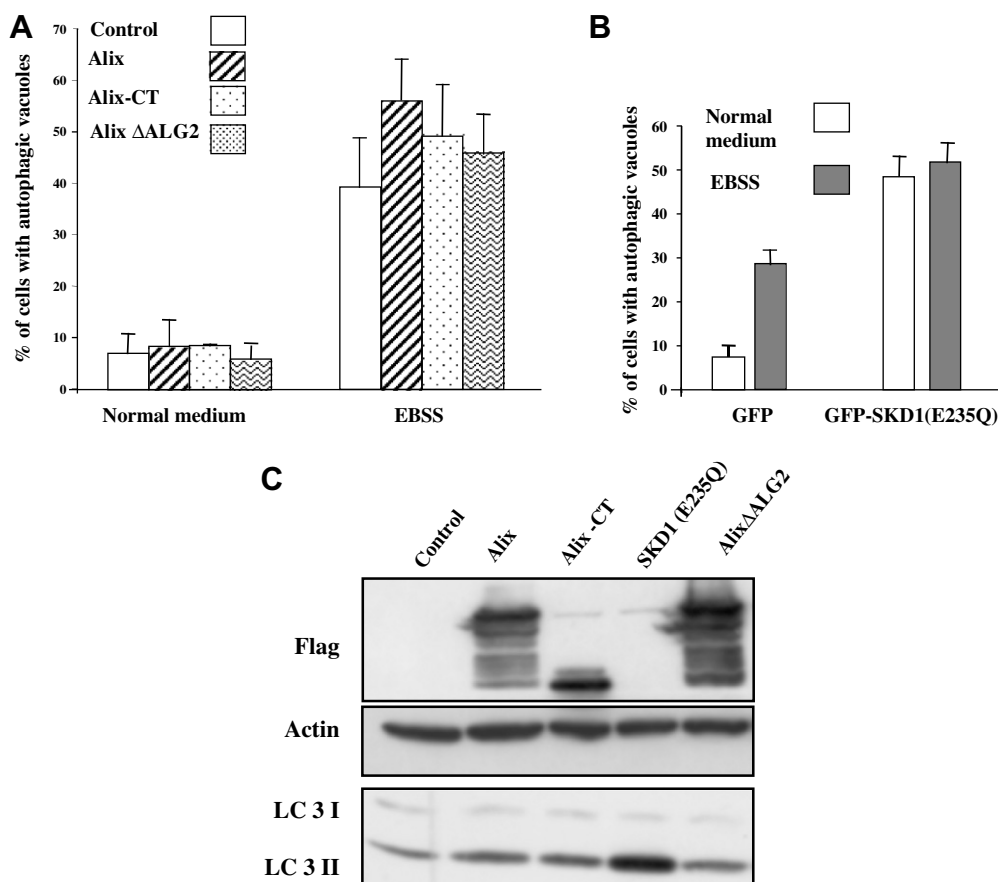 A
% of cells with autophagic vacuoles
70
60
50
40
30
20
10
0
Control
Alix
Alix-CT
Alix ΔALG2
Normal medium
EBSS
B
% of cells with autophagic vacuoles
60
50
40
30
20
10
0
Normal
medium
EBSS
GFP
GFP-SKD1(E235Q)
C
Control
Alix
Alix -CT
SKD1 (E235Q)
AlixΔALG2
Flag
Actin
LC 3 I
LC 3 II